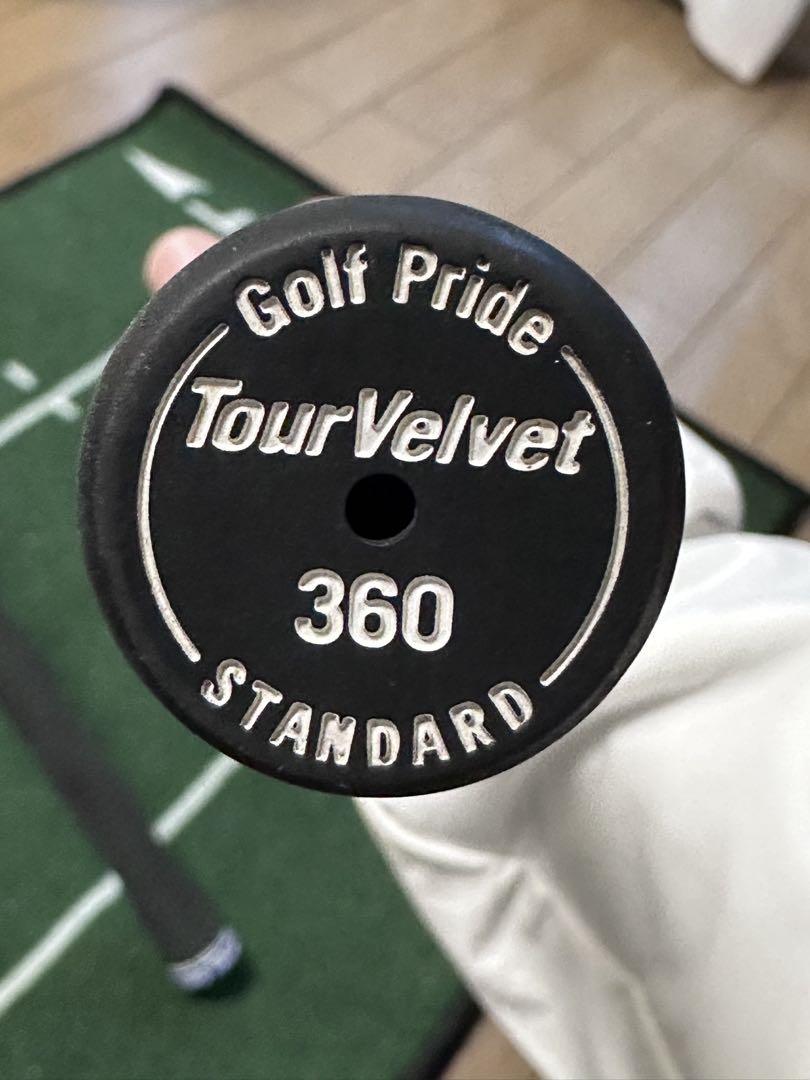 Golf Pride
TourVelvet
360
STANDARD